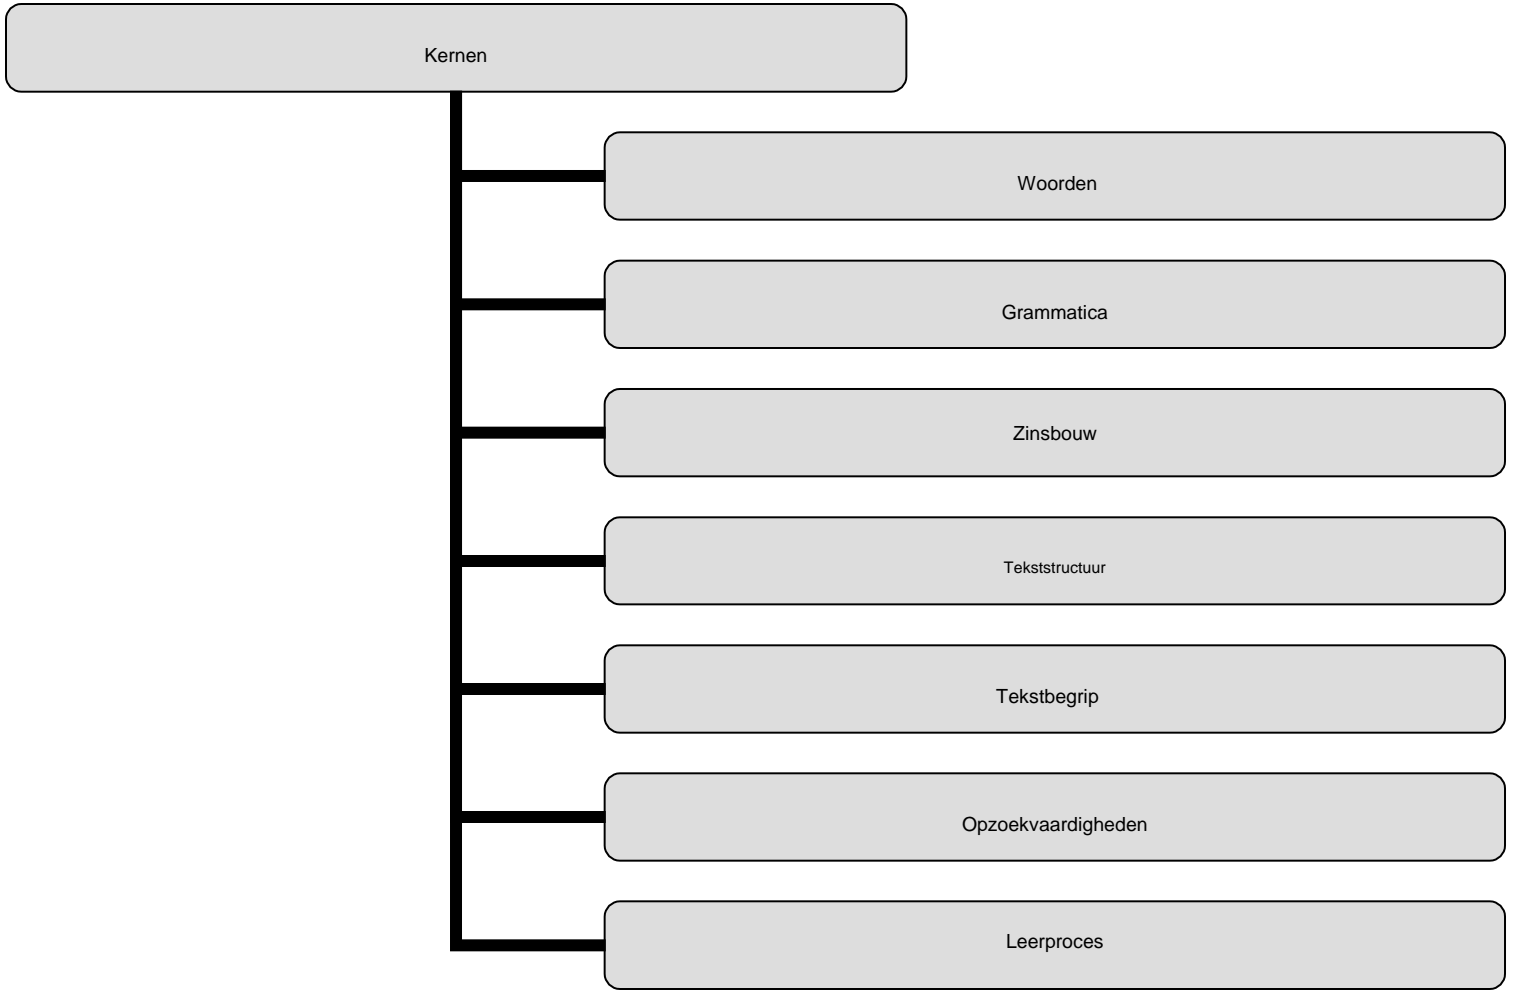 Kernen
Woorden
Grammatica
Zinsbouw
Tekststructuur
Tekstbegrip
Opzoekvaardigheden
Leerproces